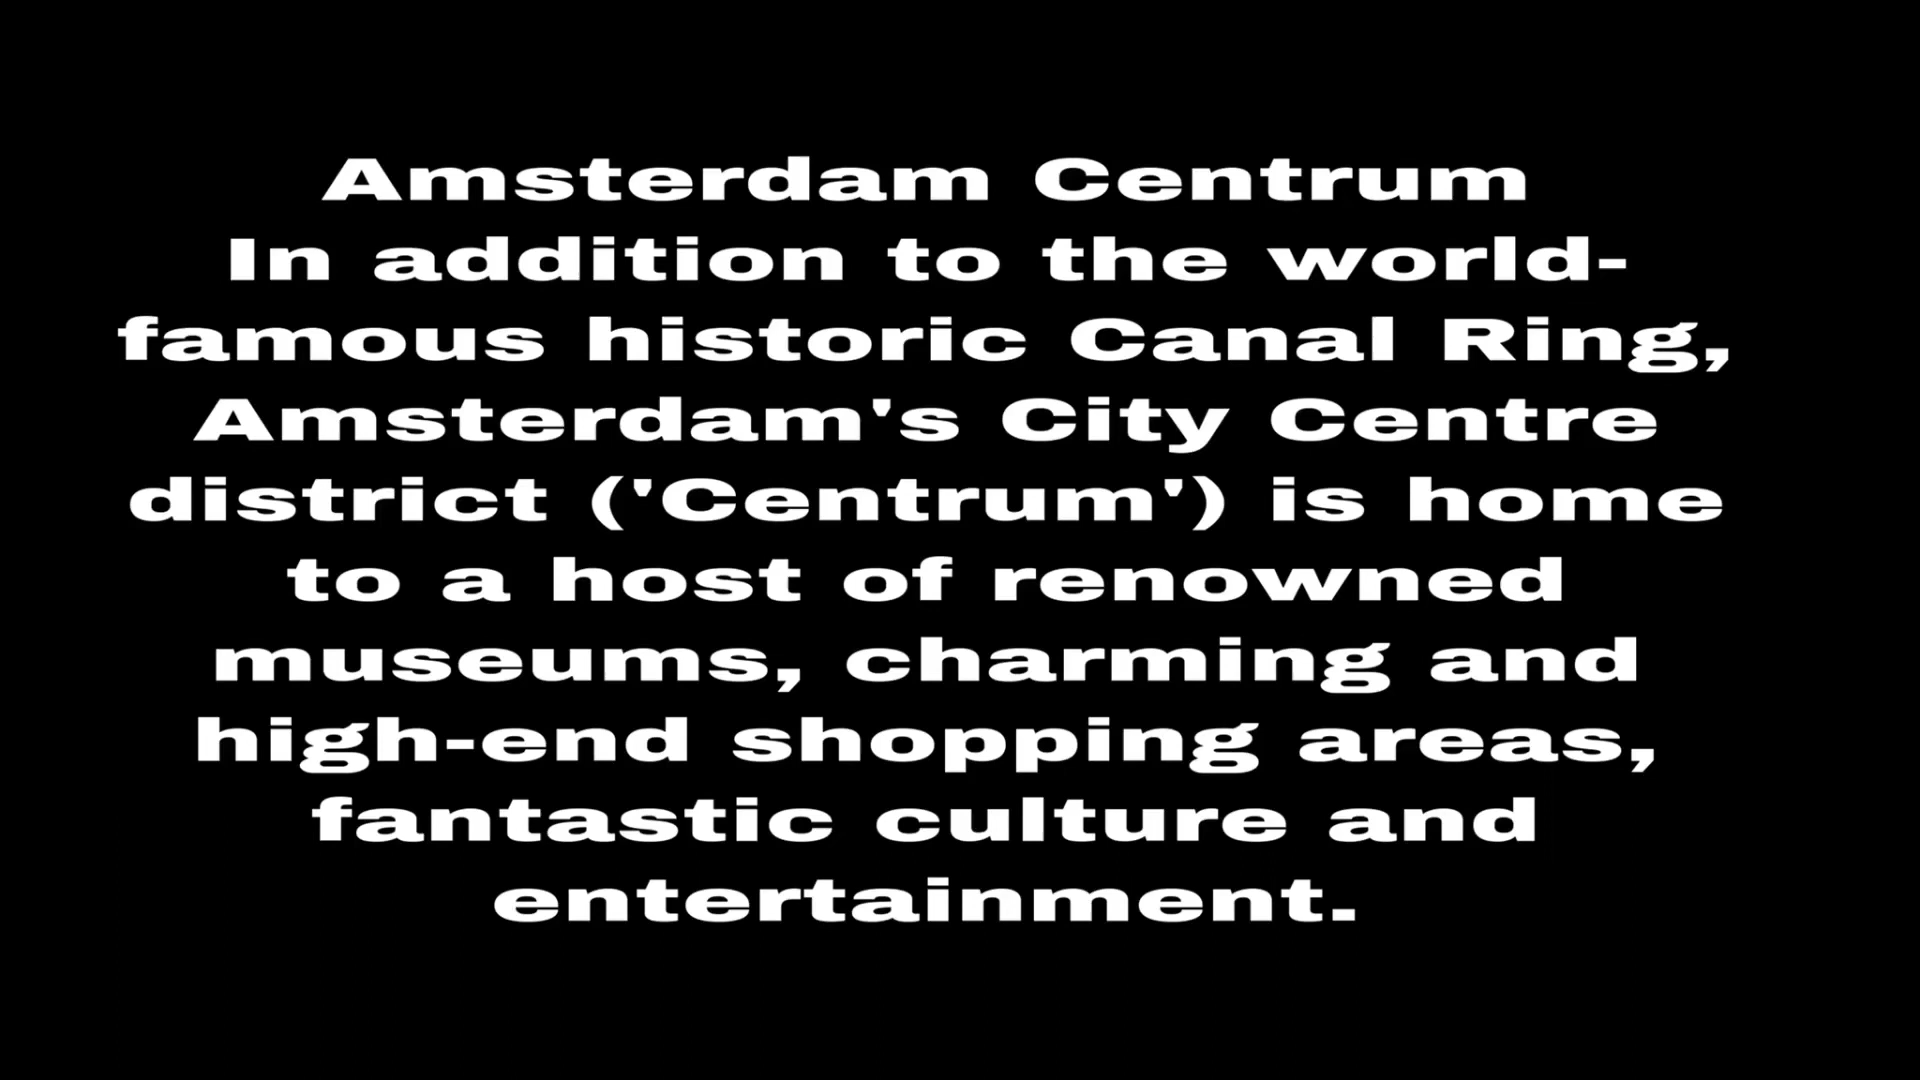 Amsterdam Centrum
In addition to the world-
famous historic Canal Ring,
Amsterdam's City Centre
district ('Centrum') is home
to a host of renowned
museums, charming and
high-end shopping areas,
fantastic culture and
entertainment.